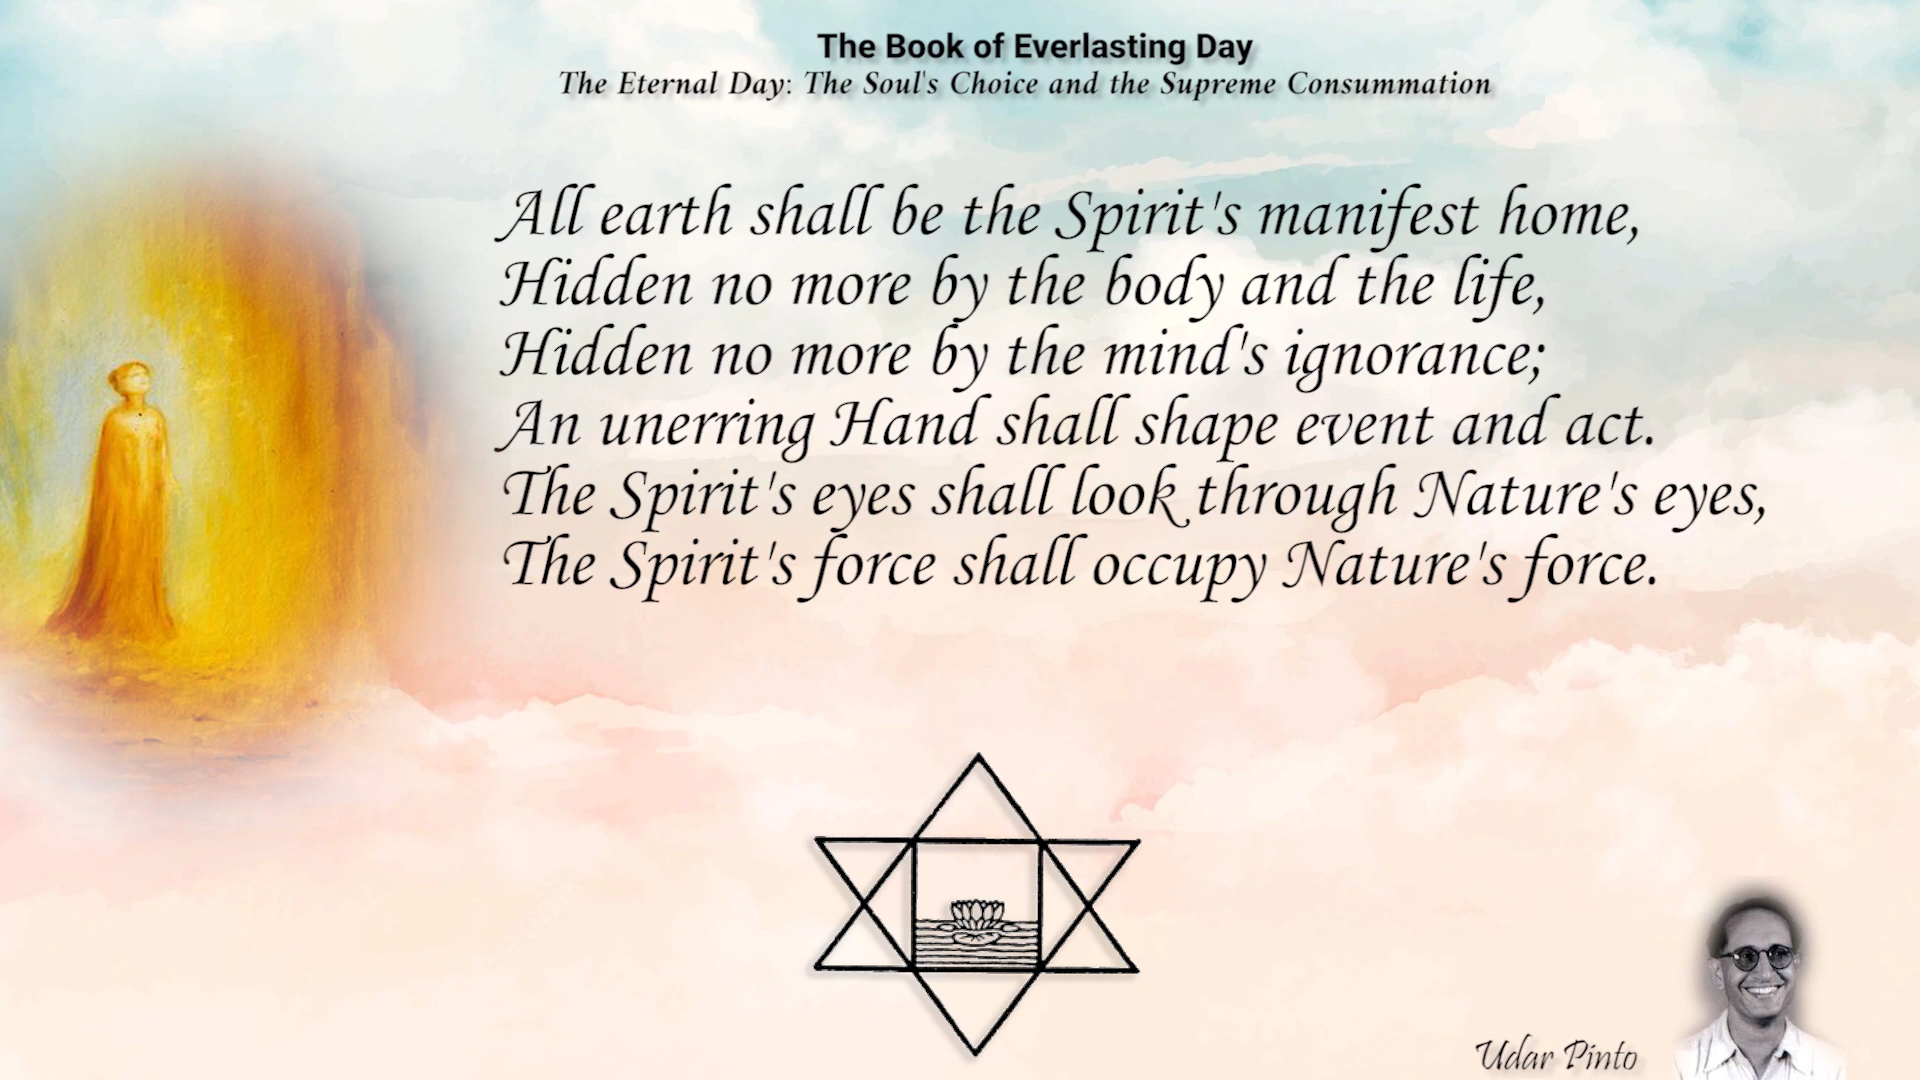 The Book of Everlasting Day
The Eternal Day: The Soul's Choice and the Supreme Consummation
All earth shall be the Spirit's manifest home,
Hidden no more by the body and the life,
Hidden no more by the mind's ignorance;
An unerring Hand shall shape event and act.
The Spirit's eyes shall look through Nature's eyes,
The Spirit's force shall occupy Nature's force.
Udar Pinto